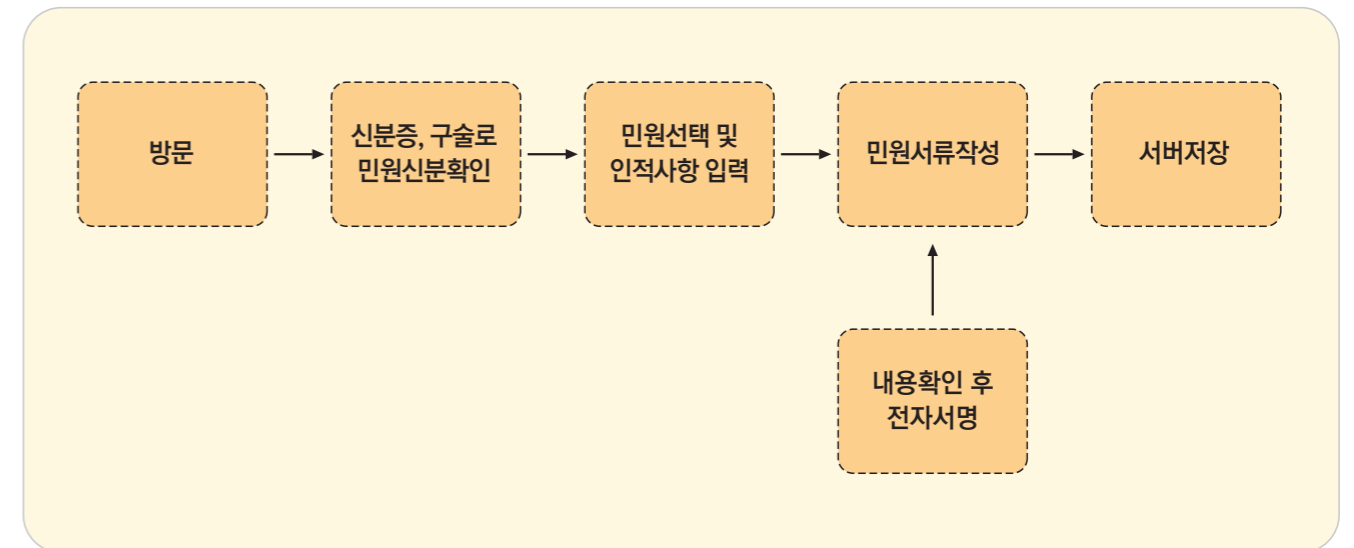 방문
신분증, 구술로
민원신분확인
민원선택 및
인적사항 입력
민원서류작성
서버저장
내용확인 후
전자서명